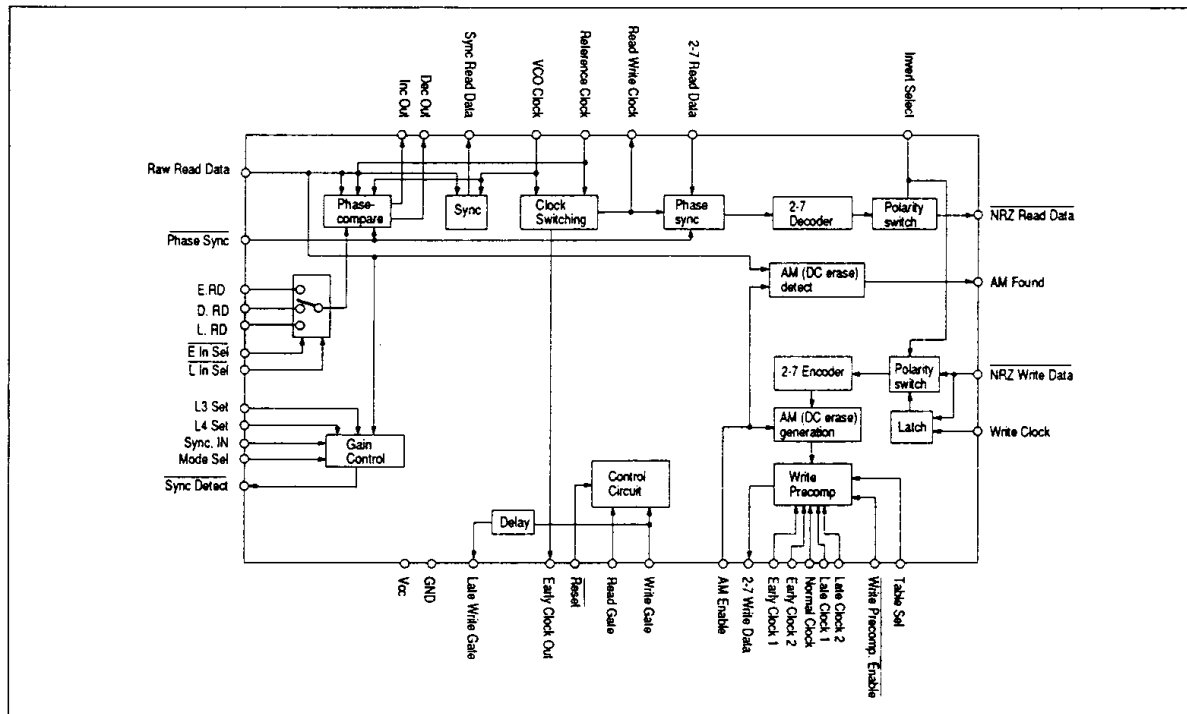 Inc Out
Dec Out
Sync Read Data
VCO Clock
Reference Clock
Read Write Clock
2-7 Read Data
Invert Select
Raw Read Data
Phase-
compare
Sync
Clock
Switching
Phase
sync
2-7
Decoder
Polarity
switch
NRZ Read Data
Phase Sync
AM (DC erase)
detect
AM Found
E.RD
D. RD
L. RD
E In Sel
L In Sel
2-7 Encoder
Polarity
switch
NRZ Write Data
L3 Set
L4 Set
Sync. IN
Mode Sel
Sync Detect
Gain
Control
AM (DC erase)
generation
Latch
Write Clock
Control
Circuit
Write
Precomp
Delay
Vcc
GND
Late Write Gate
Early Clock Out
Reset
Read Gate
Write Gate
AM Enable
2-7 Write Data
Early Clock 1
Early Clock 2
Normal Clock
Late Clock 1
Late Clock 2
Write Precomp. Enable
Table Sel